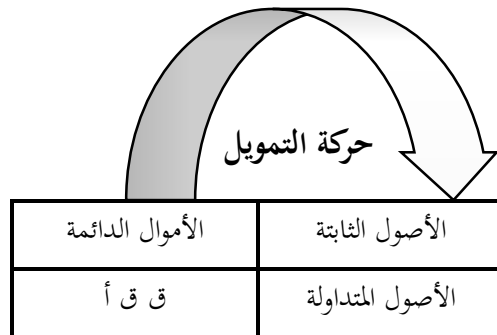 حركة التمويل
الأصول الثابتة
الأموال الدائمة
الأصول المتداولة
ق ق أ